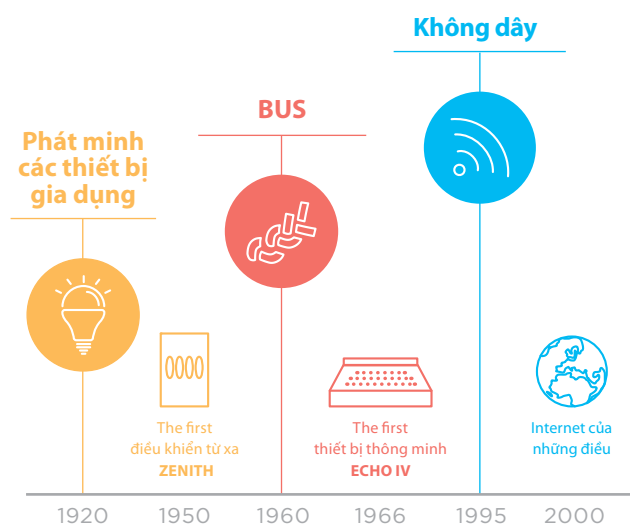 Không dây
BUS
Phát minh
các thiết bị
gia dụng
The first
điều khiển từ xa
ZENITH
The first
thiết bị thông minh
ECHO IV
Internet của
những điều
1920 1950 1960 1966 1995 2000